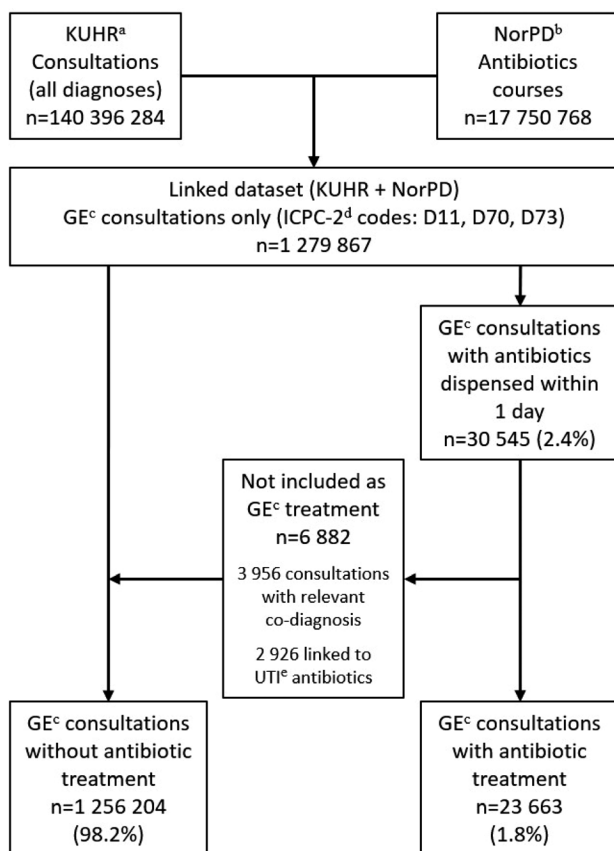 KUHRᵃ
Consultations
(all diagnoses)
n=140 396 284
NorPDᵇ
Antibiotics
courses
n=17 750 768
Linked dataset (KUHR + NorPD)
GEᶜ consultations only (ICPC-2ᵈ codes: D11, D70, D73)
n=1 279 867
GEᶜ consultations
with antibiotics
dispensed within
1 day
n=30 545 (2.4%)
Not included as
GEᶜ treatment
n=6 882
3 956 consultations
with relevant
co-diagnosis
2 926 linked to
UTIᵉ antibiotics
GEᶜ consultations
without antibiotic
treatment
n=1 256 204
(98.2%)
GEᶜ consultations
with antibiotic
treatment
n=23 663
(1.8%)